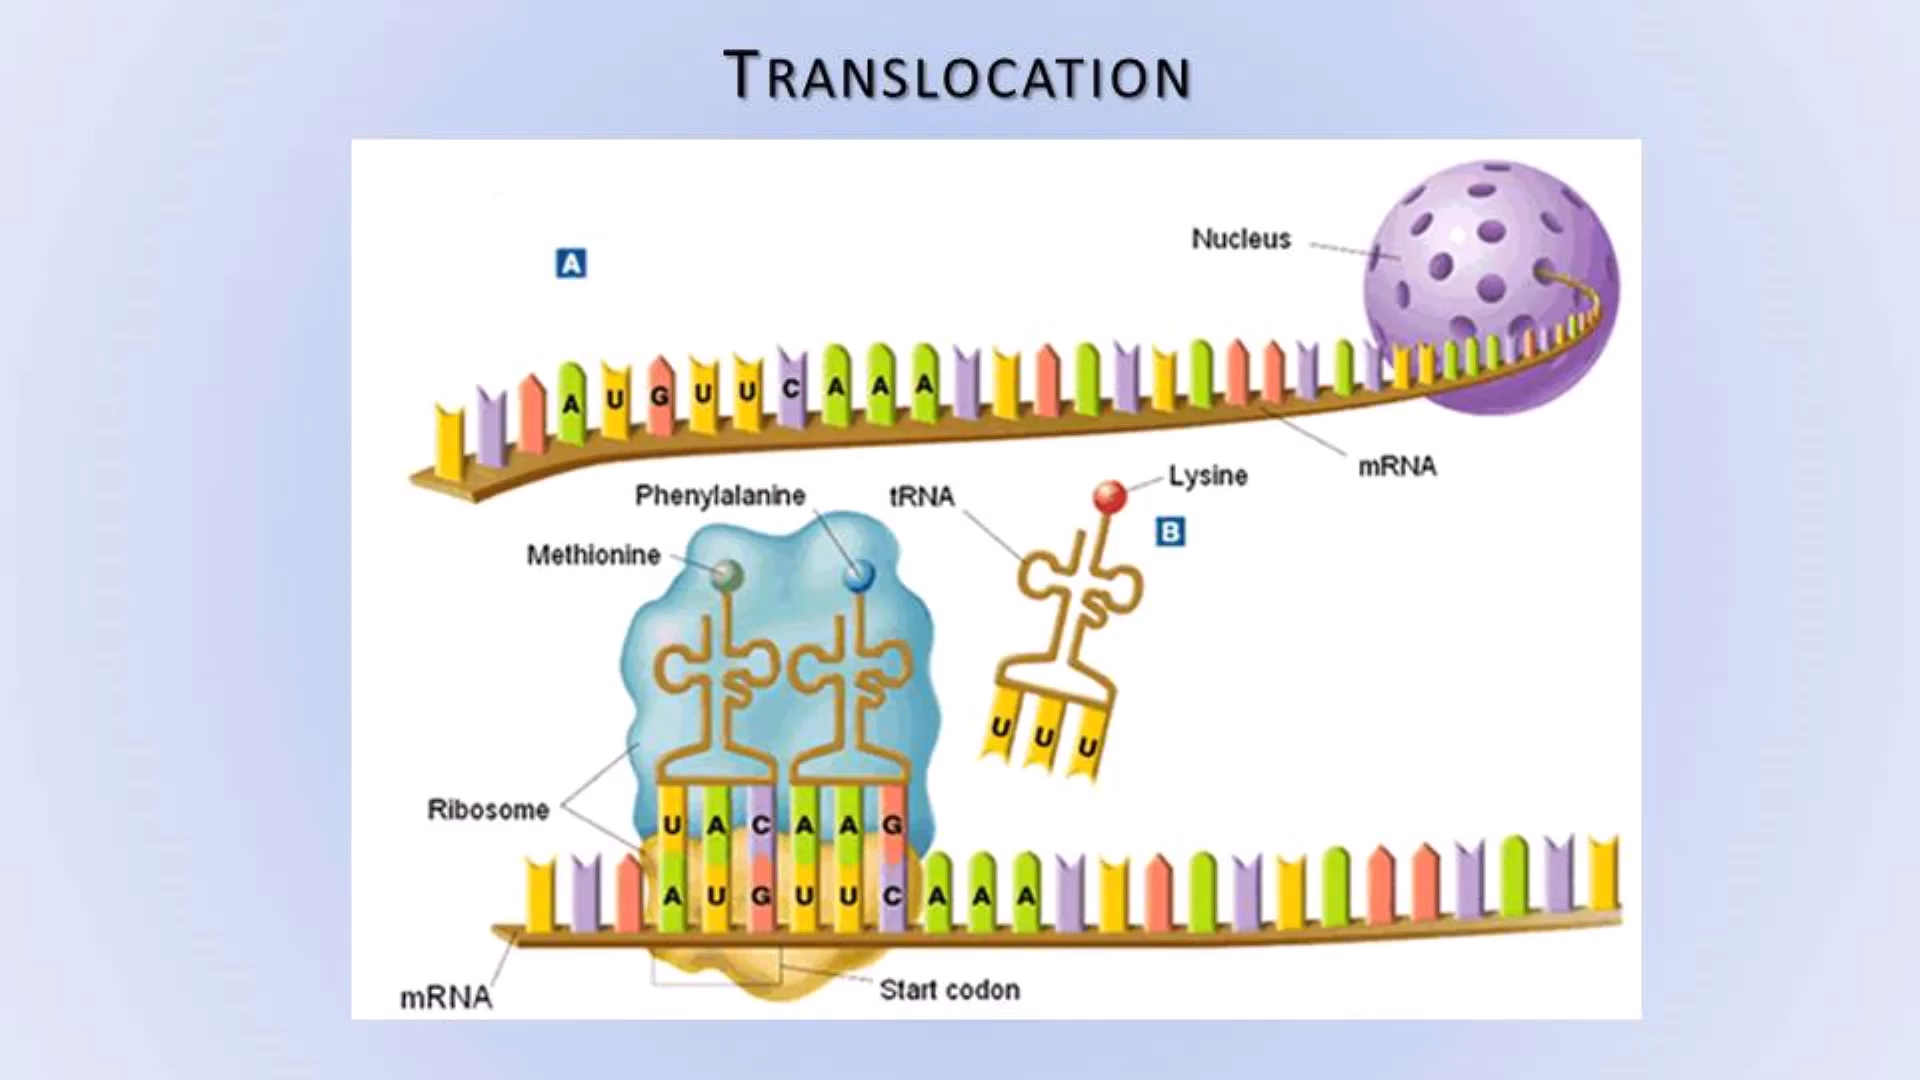 TRANSLOCATION
A
Nucleus
A U G U U C A A A
mRNA
Lysine
Phenylalanine
tRNA
B
Methionine
U U U
Ribosome
U A C A A G
A U G U U C A A A
Start codon
mRNA